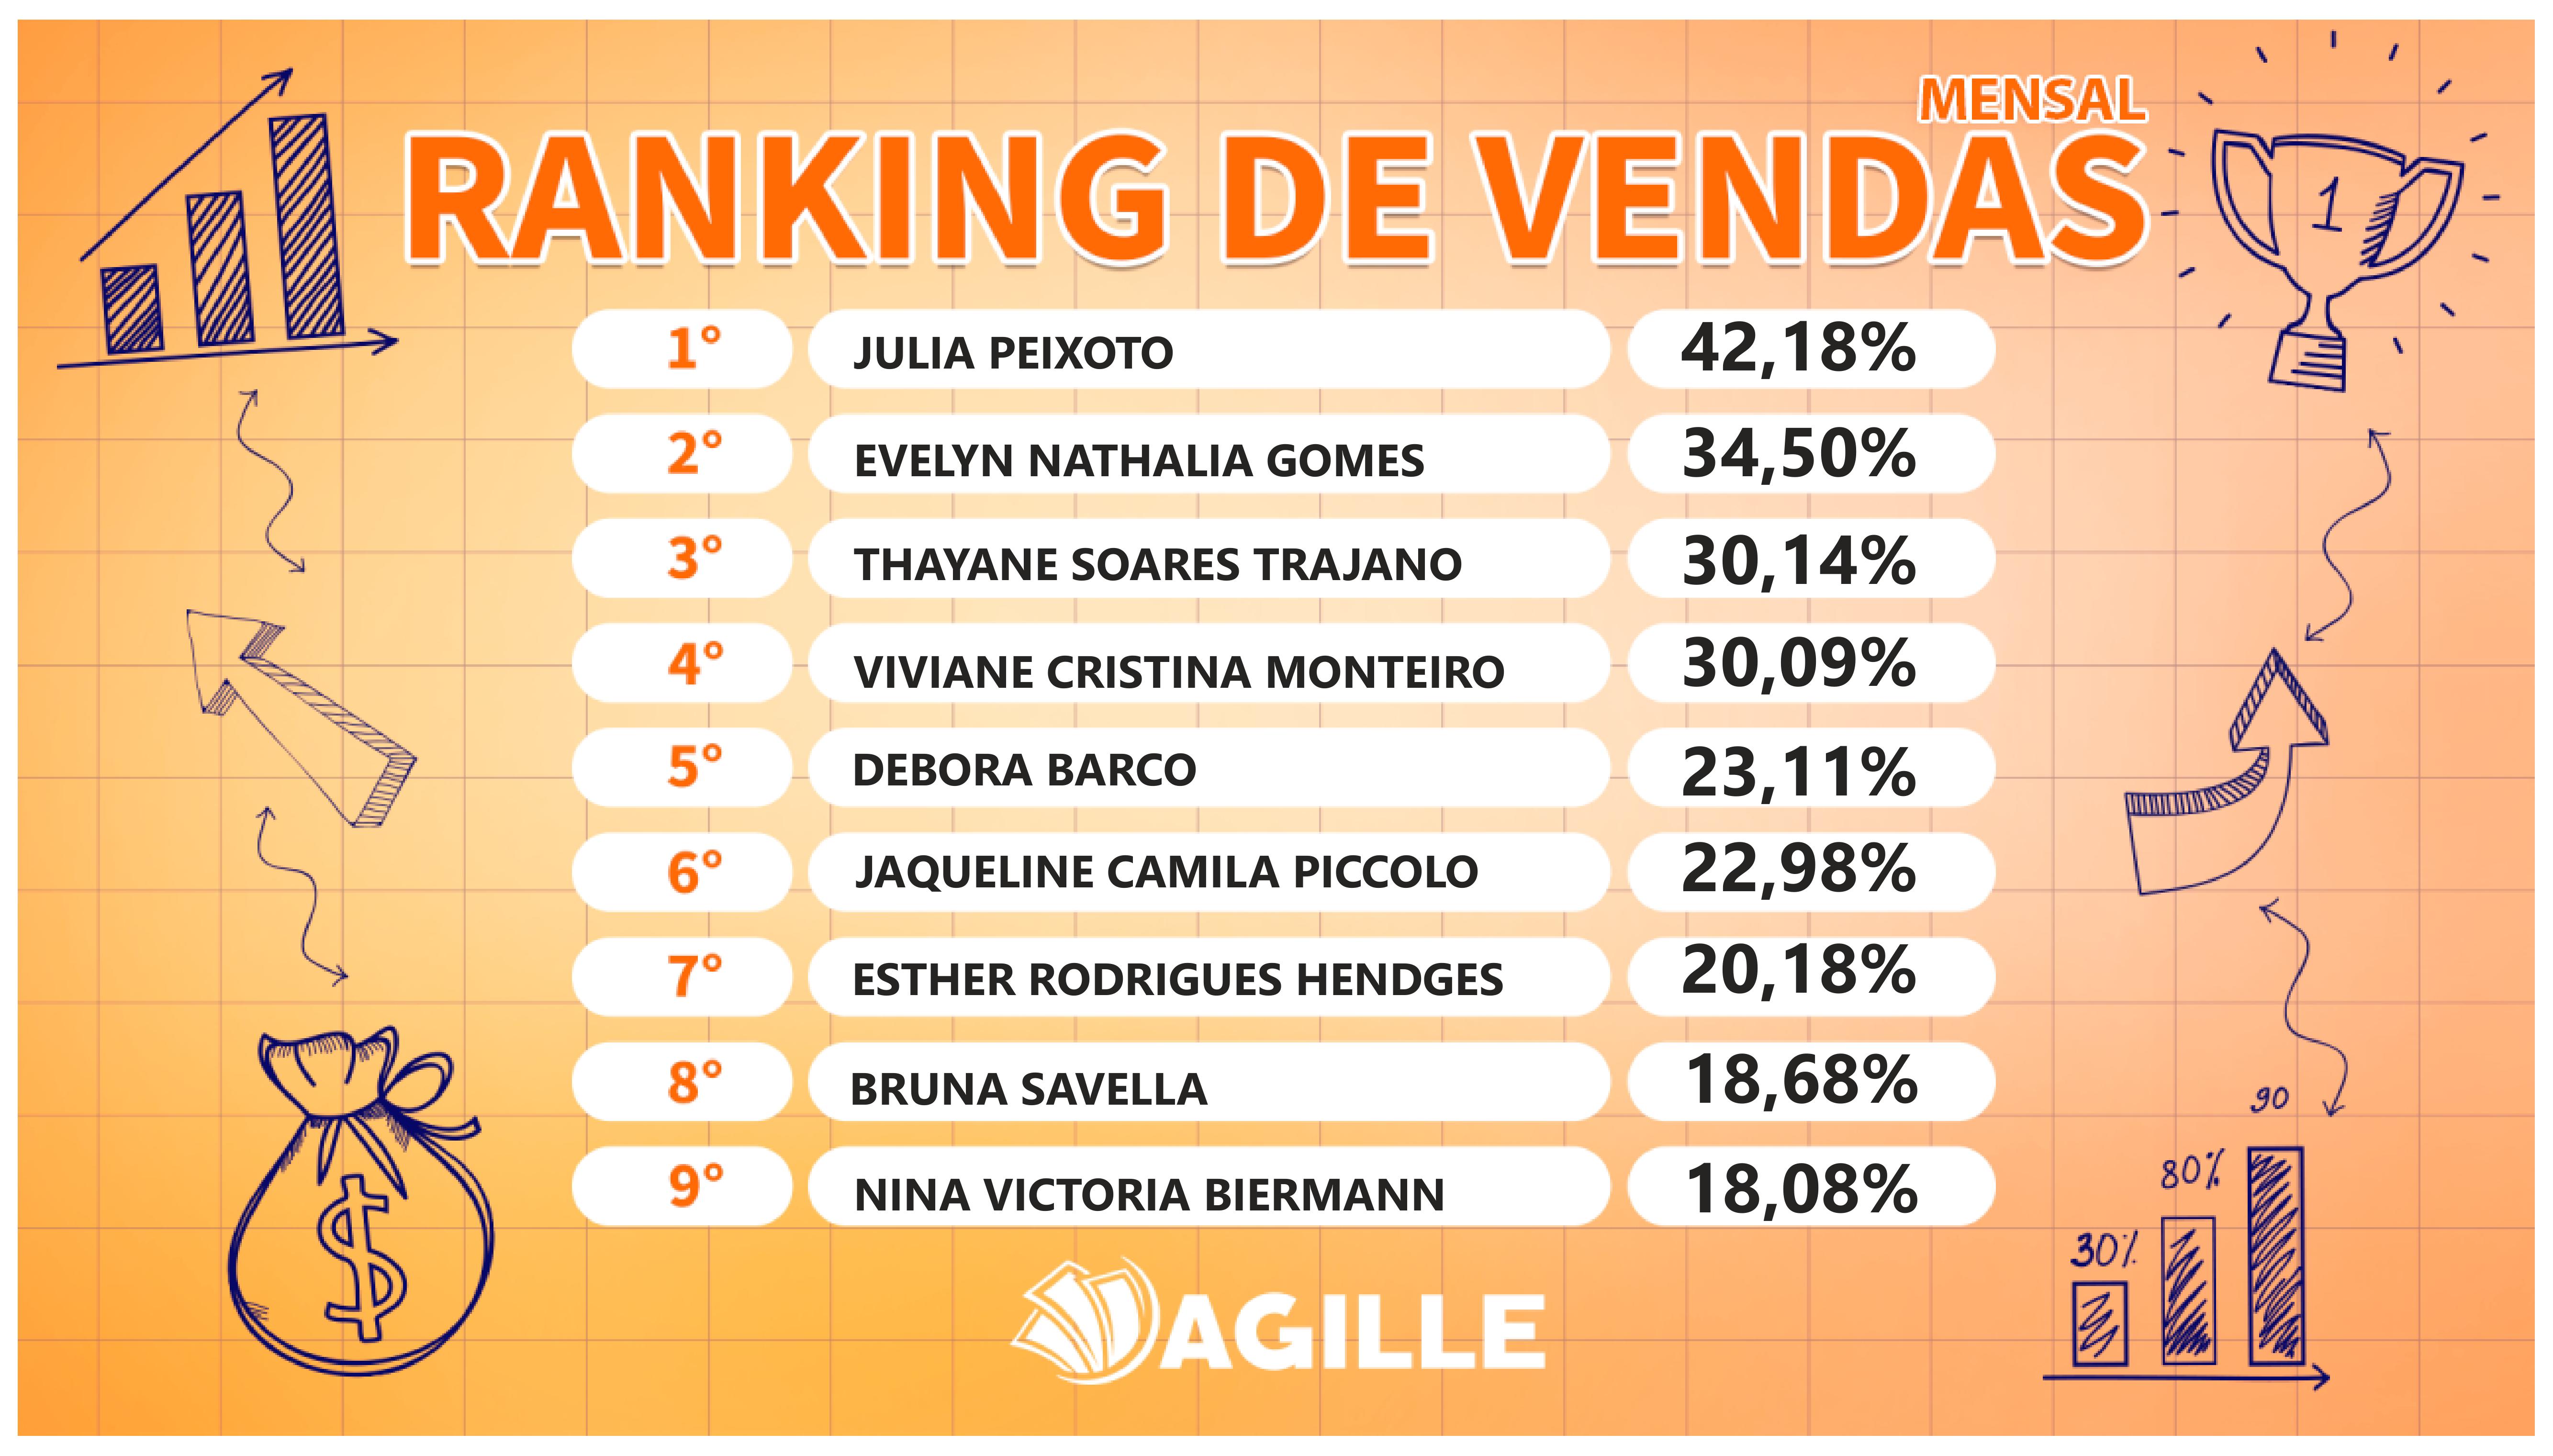 MENSAL
RANKING DE VENDAS
1° JULIA PEIXOTO 42,18%
2° EVELYN NATHALIA GOMES 34,50%
3° THAYANE SOARES TRAJANO 30,14%
4° VIVIANE CRISTINA MONTEIRO 30,09%
5° DEBORA BARCO 23,11%
6° JAQUELINE CAMILA PICCOLO 22,98%
7° ESTHER RODRIGUES HENDGES 20,18%
8° BRUNA SAVELLA 18,68%
9° NINA VICTORIA BIERMANN 18,08%
AGILLE
1
$
30%
80%
90